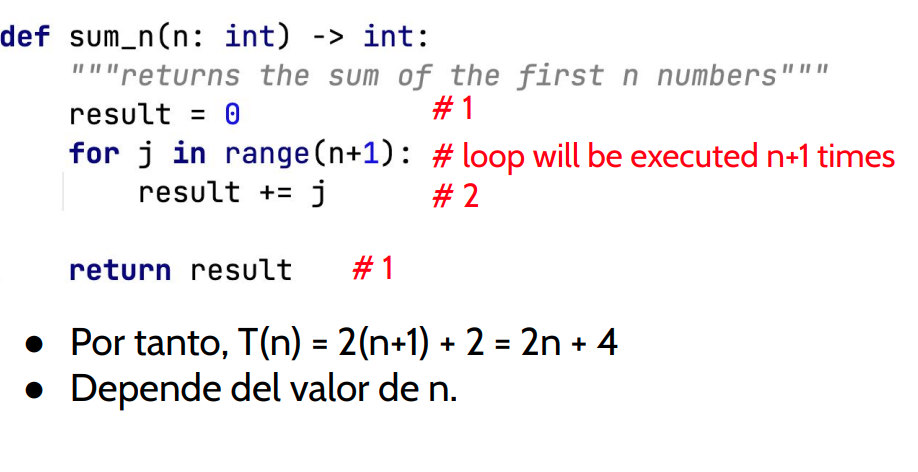 def sum_n(n: int) -> int:
"""returns the sum of the first n numbers"""
result = 0 # 1
for j in range(n+1): # loop will be executed n+1 times
result += j # 2
return result # 1
● Por tanto, T(n) = 2(n+1) + 2 = 2n + 4
● Depende del valor de n.